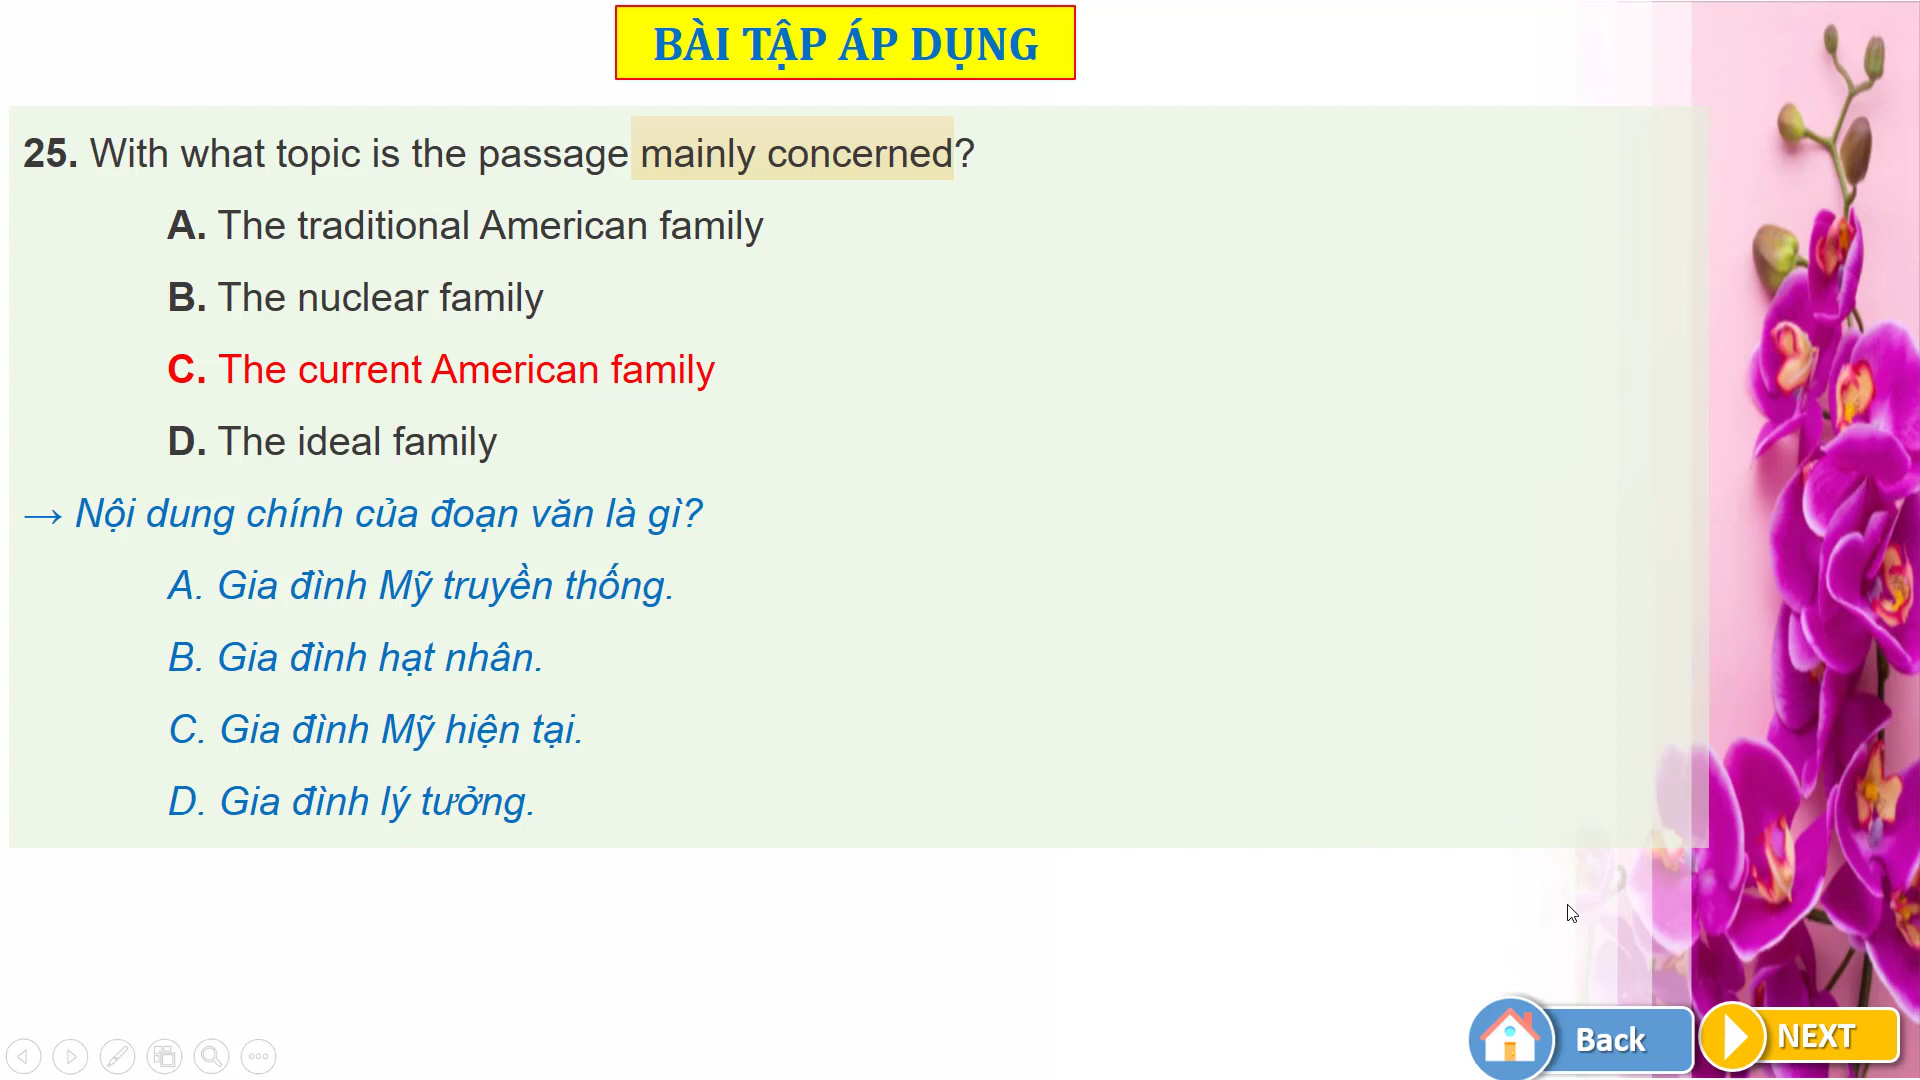 BÀI TẬP ÁP DỤNG
25. With what topic is the passage mainly concerned?
A. The traditional American family
B. The nuclear family
C. The current American family
D. The ideal family
→ Nội dung chính của đoạn văn là gì?
A. Gia đình Mỹ truyền thống.
B. Gia đình hạt nhân.
C. Gia đình Mỹ hiện tại.
D. Gia đình lý tưởng.
Back
NEXT